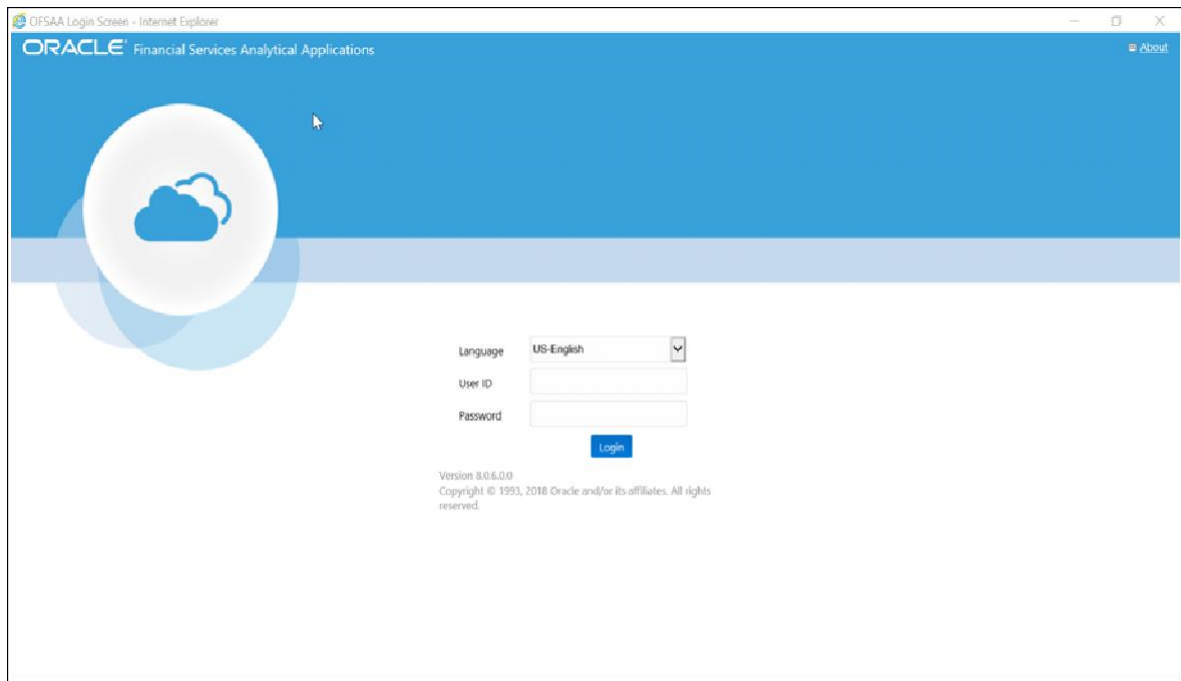 OFSAA Login Screen - Internet Explorer
ORACLE Financial Services Analytical Applications
About
Language US-English
User ID
Password
Login
Version 8.0.6.0.0
Copyright © 1993, 2018 Oracle and/or its affiliates. All rights
reserved.